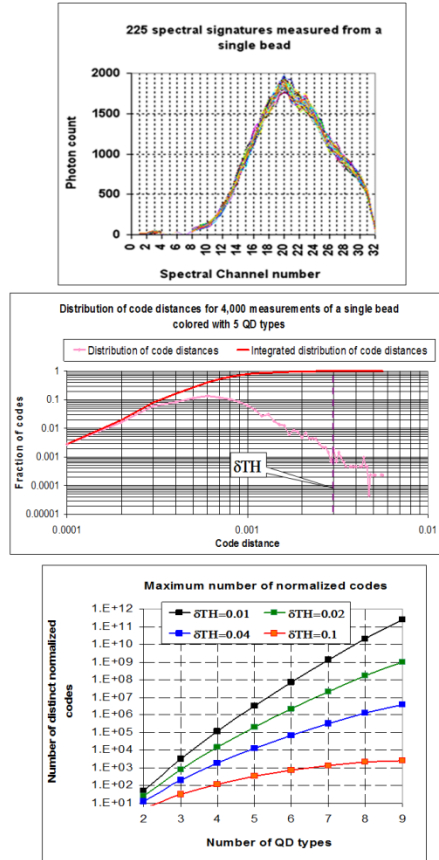 225 spectral signatures measured from a
single bead
Photon count
2000
1500
1000
500
0
0 2 4 6 8 10 12 14 16 18 20 22 24 26 28 30 32
Spectral Channel number
Distribution of code distances for 4,000 measurements of a single bead
colored with 5 QD types
Distribution of code distances Integrated distribution of code distances
Fraction of codes
1
0.1
0.01
0.001
0.0001
0.00001
δTH
0.0001 0.001 0.01
Code distance
Maximum number of normalized codes
Number of distinct normalized
codes
1.E+12
1.E+11
1.E+10
1.E+09
1.E+08
1.E+07
1.E+06
1.E+05
1.E+04
1.E+03
1.E+02
1.E+01
δTH=0.01 δTH=0.02
δTH=0.04 δTH=0.1
2 3 4 5 6 7 8 9
Number of QD types